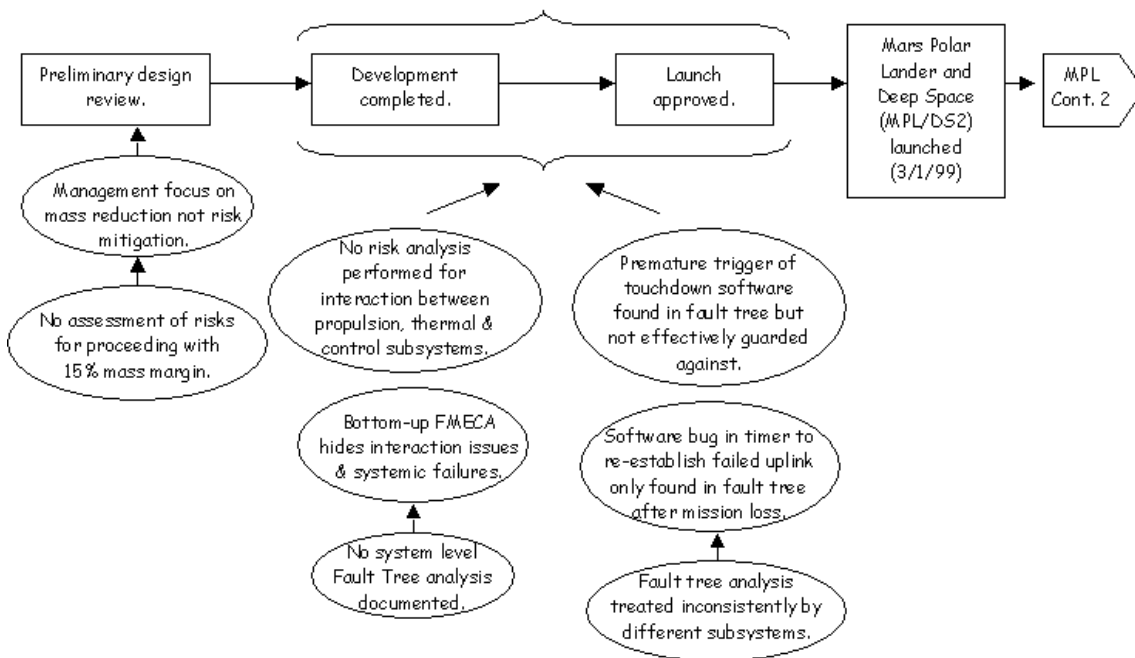 Preliminary design
review.
Development
completed.
Launch
approved.
Mars Polar
Lander and
Deep Space
(MPL/DS2)
launched
(3/1/99)
MPL
Cont. 2
Management focus on
mass reduction not risk
mitigation.
No assessment of risks
for proceeding with
15% mass margin.
No risk analysis
performed for
interaction between
propulsion, thermal &
control subsystems.
Premature trigger of
touchdown software
found in fault tree but
not effectively guarded
against.
Bottom-up FMECA
hides interaction issues
& systemic failures.
Software bug in timer to
re-establish failed uplink
only found in fault tree
after mission loss.
No system level
Fault Tree analysis
documented.
Fault tree analysis
treated inconsistently by
different subsystems.